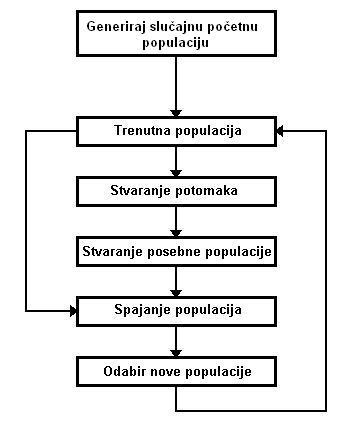 Generiraj slučajnu početnu
populaciju
Trenutna populacija
Stvaranje potomaka
Stvaranje posebne populacije
Spajanje populacija
Odabir nove populacije